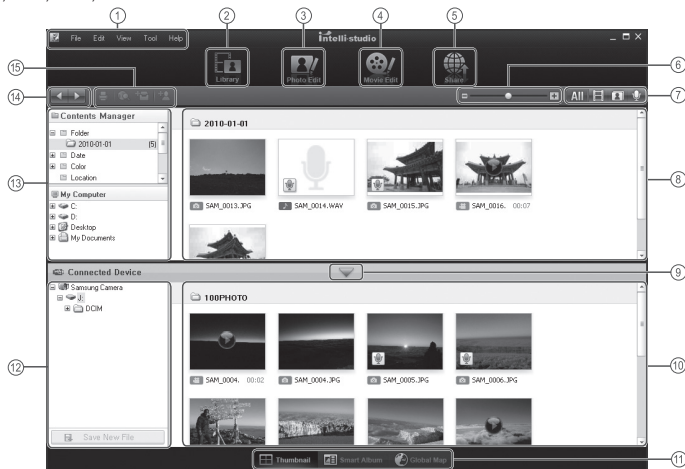 1
2
3
4
5
File Edit View Tool Help
intelli-studio
Library
Photo Edit
Movie Edit
Share
6
15
14
All
7
Contents Manager
Folder
2010-01-01 (5)
Date
Color
Location
13
My Computer
C:
D:
Desktop
My Documents
2010-01-01
SAM_0013.JPG
SAM_0014.WAV
SAM_0015.JPG
SAM_0016. 00:07
8
Connected Device
9
Samsung Camera
J:
DCIM
12
Save New File
100PHOTO
SAM_0004. 00:02
SAM_0004.JPG
SAM_0005.JPG
SAM_0006.JPG
10
Thumbnail Smart Album Global Map
11